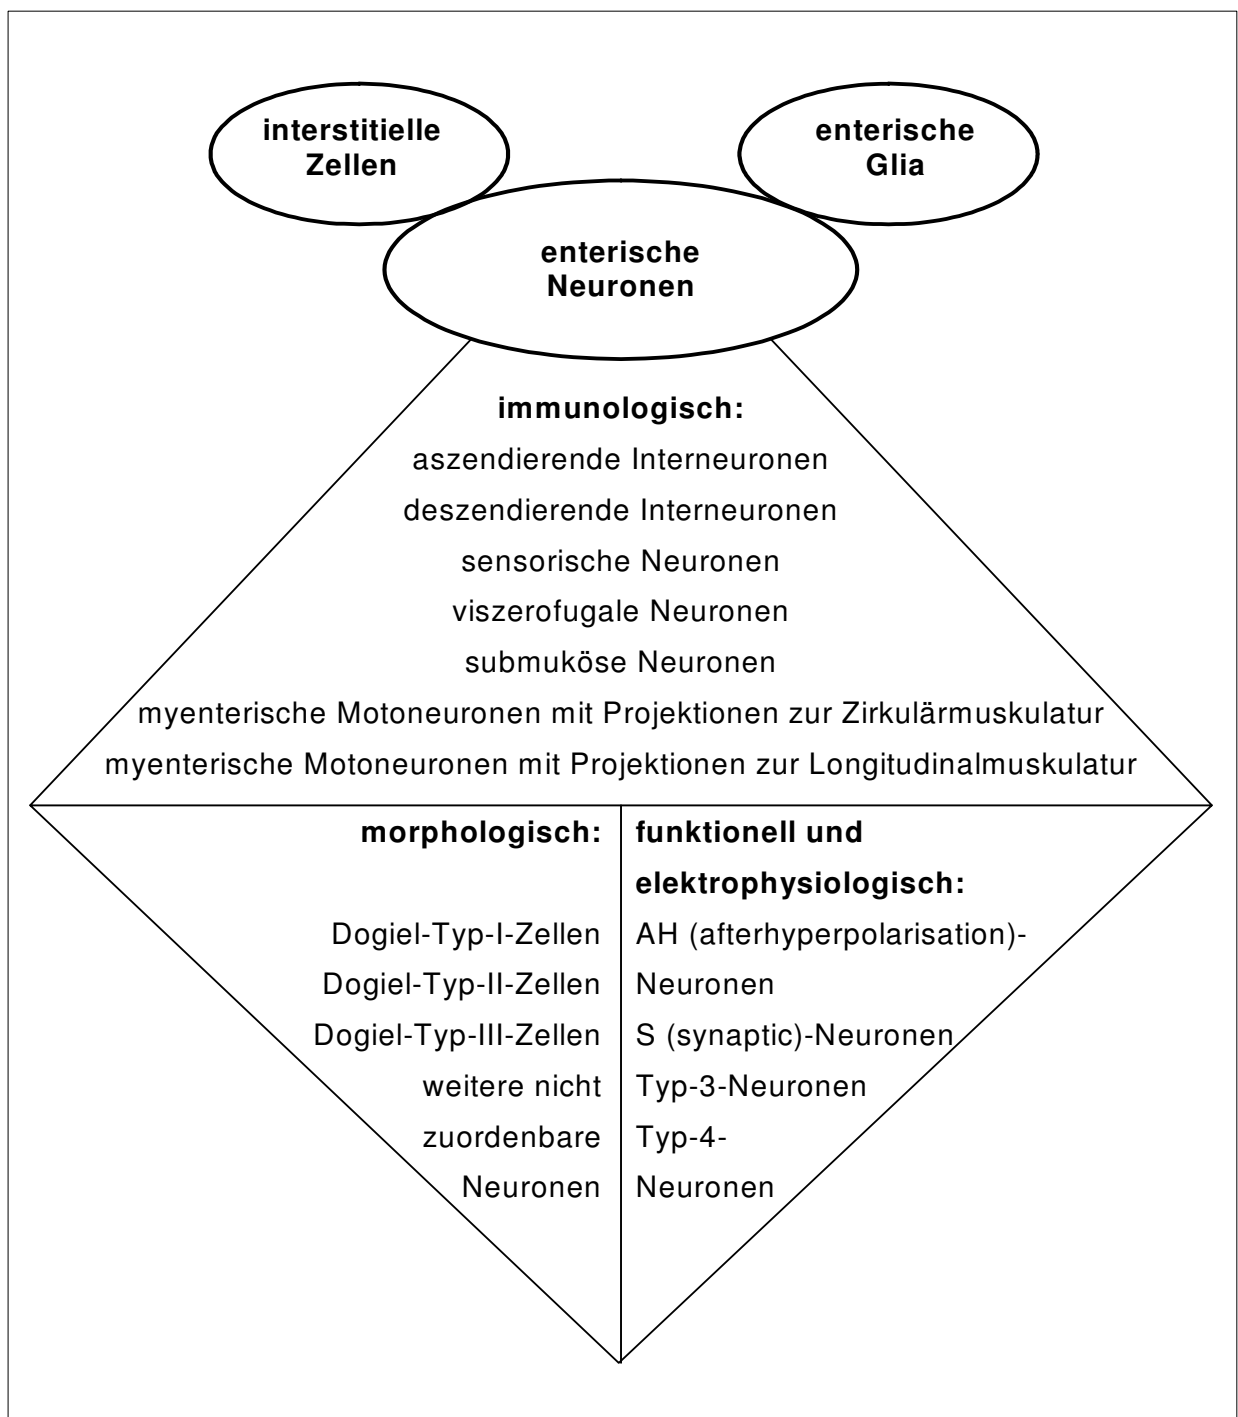 interstitielle
Zellen
enterische
Glia
enterische
Neuronen
immunologisch:
aszendierende Interneuronen
deszendierende Interneuronen
sensorische Neuronen
viszerofugale Neuronen
submuköse Neuronen
myenterische Motoneuronen mit Projektionen zur Zirkulärmuskulatur
myenterische Motoneuronen mit Projektionen zur Longitudinalmuskulatur
morphologisch:
Dogiel-Typ-I-Zellen
Dogiel-Typ-II-Zellen
Dogiel-Typ-III-Zellen
weitere nicht
zuordenbare
Neuronen
funktionell und
elektrophysiologisch:
AH (afterhyperpolarisation)-
Neuronen
S (synaptic)-Neuronen
Typ-3-Neuronen
Typ-4-
Neuronen